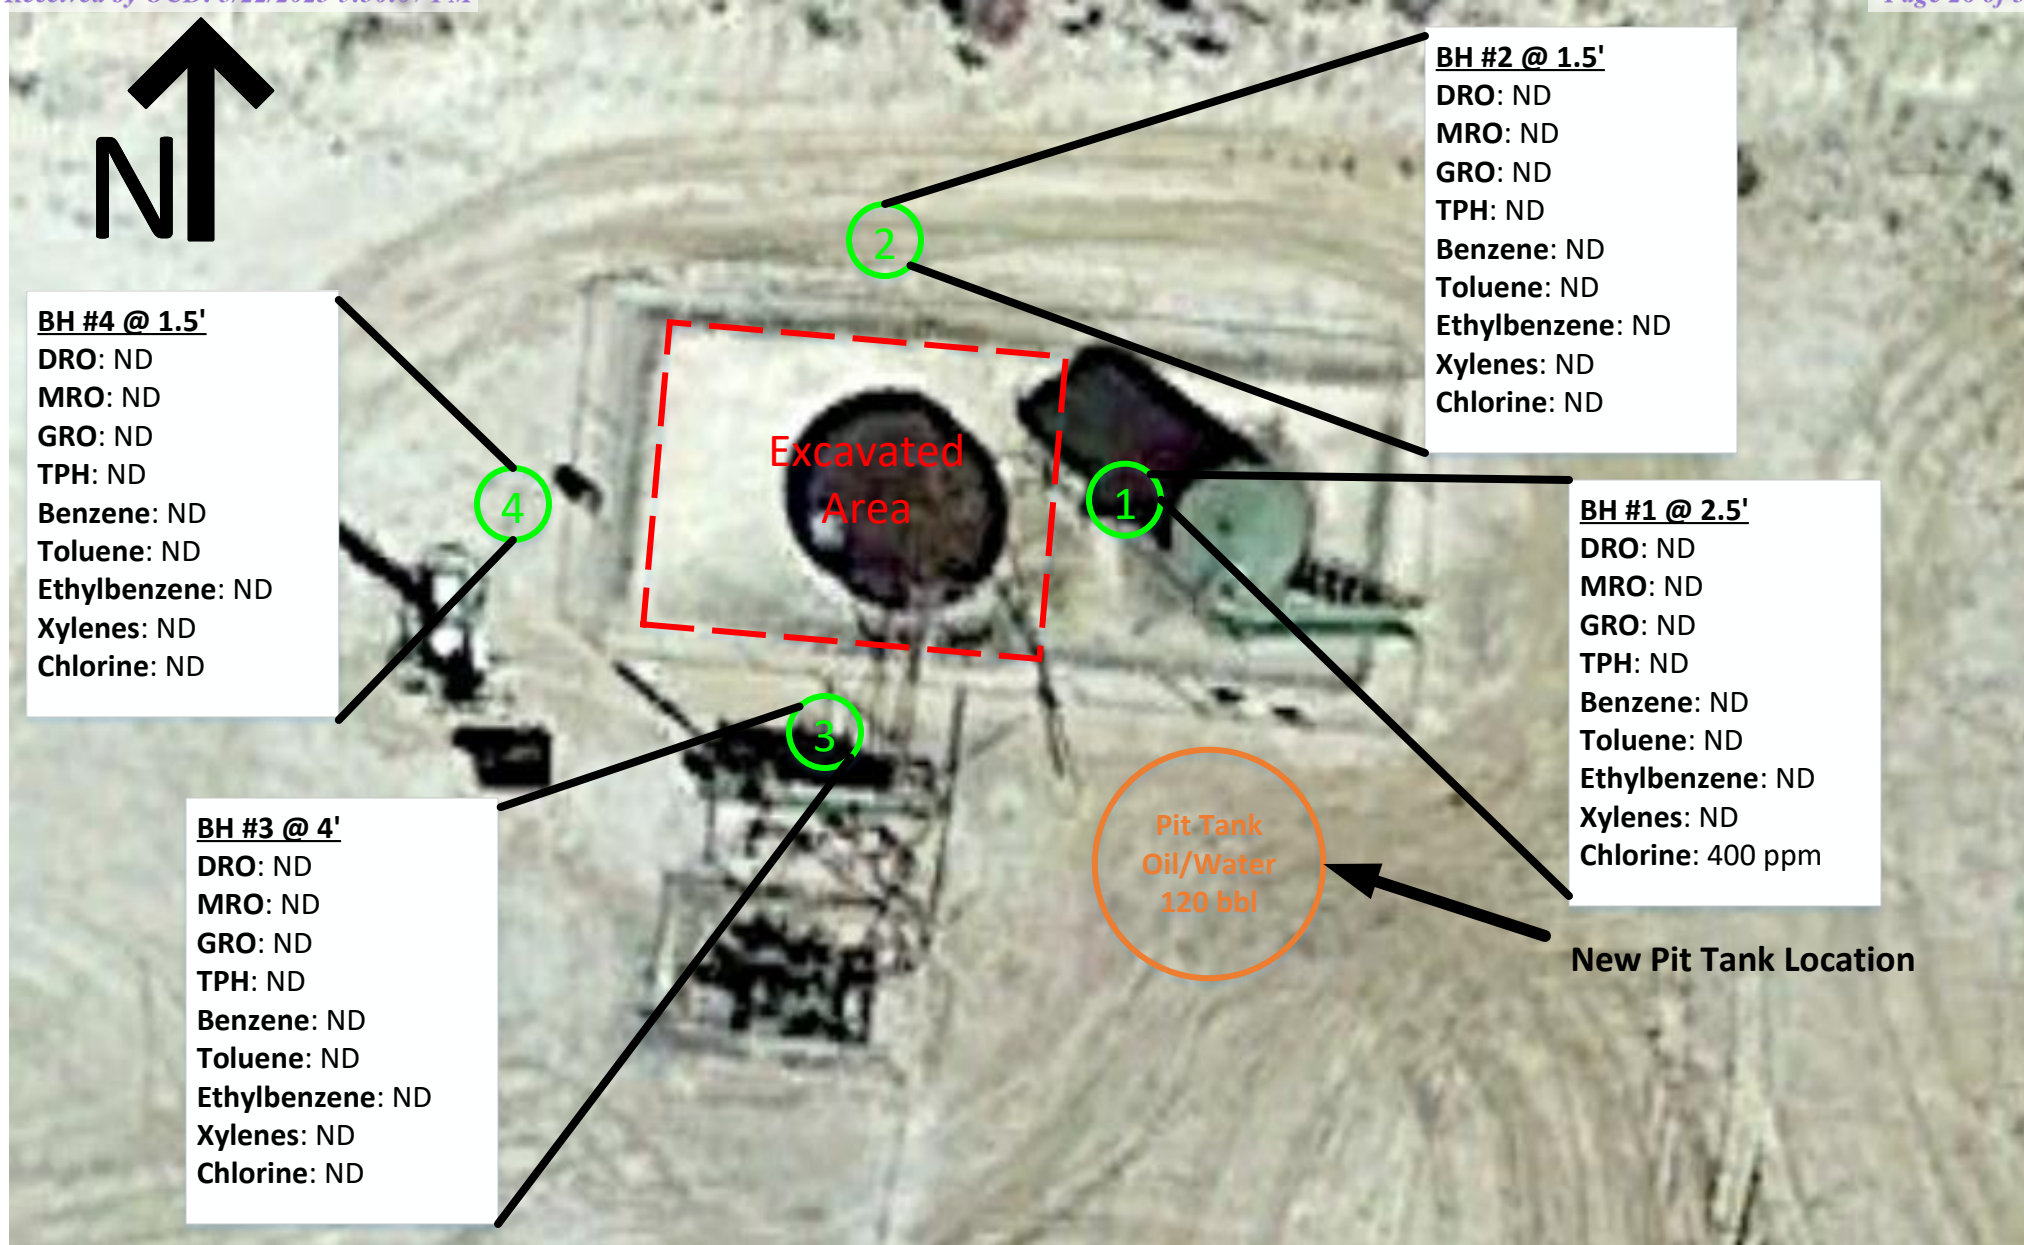 N
BH #2 @ 1.5'
DRO: ND
MRO: ND
GRO: ND
TPH: ND
Benzene: ND
Toluene: ND
Ethylbenzene: ND
Xylenes: ND
Chlorine: ND
2
BH #4 @ 1.5'
DRO: ND
MRO: ND
GRO: ND
TPH: ND
Benzene: ND
Toluene: ND
Ethylbenzene: ND
Xylenes: ND
Chlorine: ND
4
Excavated
Area
1
BH #1 @ 2.5'
DRO: ND
MRO: ND
GRO: ND
TPH: ND
Benzene: ND
Toluene: ND
Ethylbenzene: ND
Xylenes: ND
Chlorine: 400 ppm
3
BH #3 @ 4'
DRO: ND
MRO: ND
GRO: ND
TPH: ND
Benzene: ND
Toluene: ND
Ethylbenzene: ND
Xylenes: ND
Chlorine: ND
Pit Tank
Oil/Water
120 bbl
New Pit Tank Location